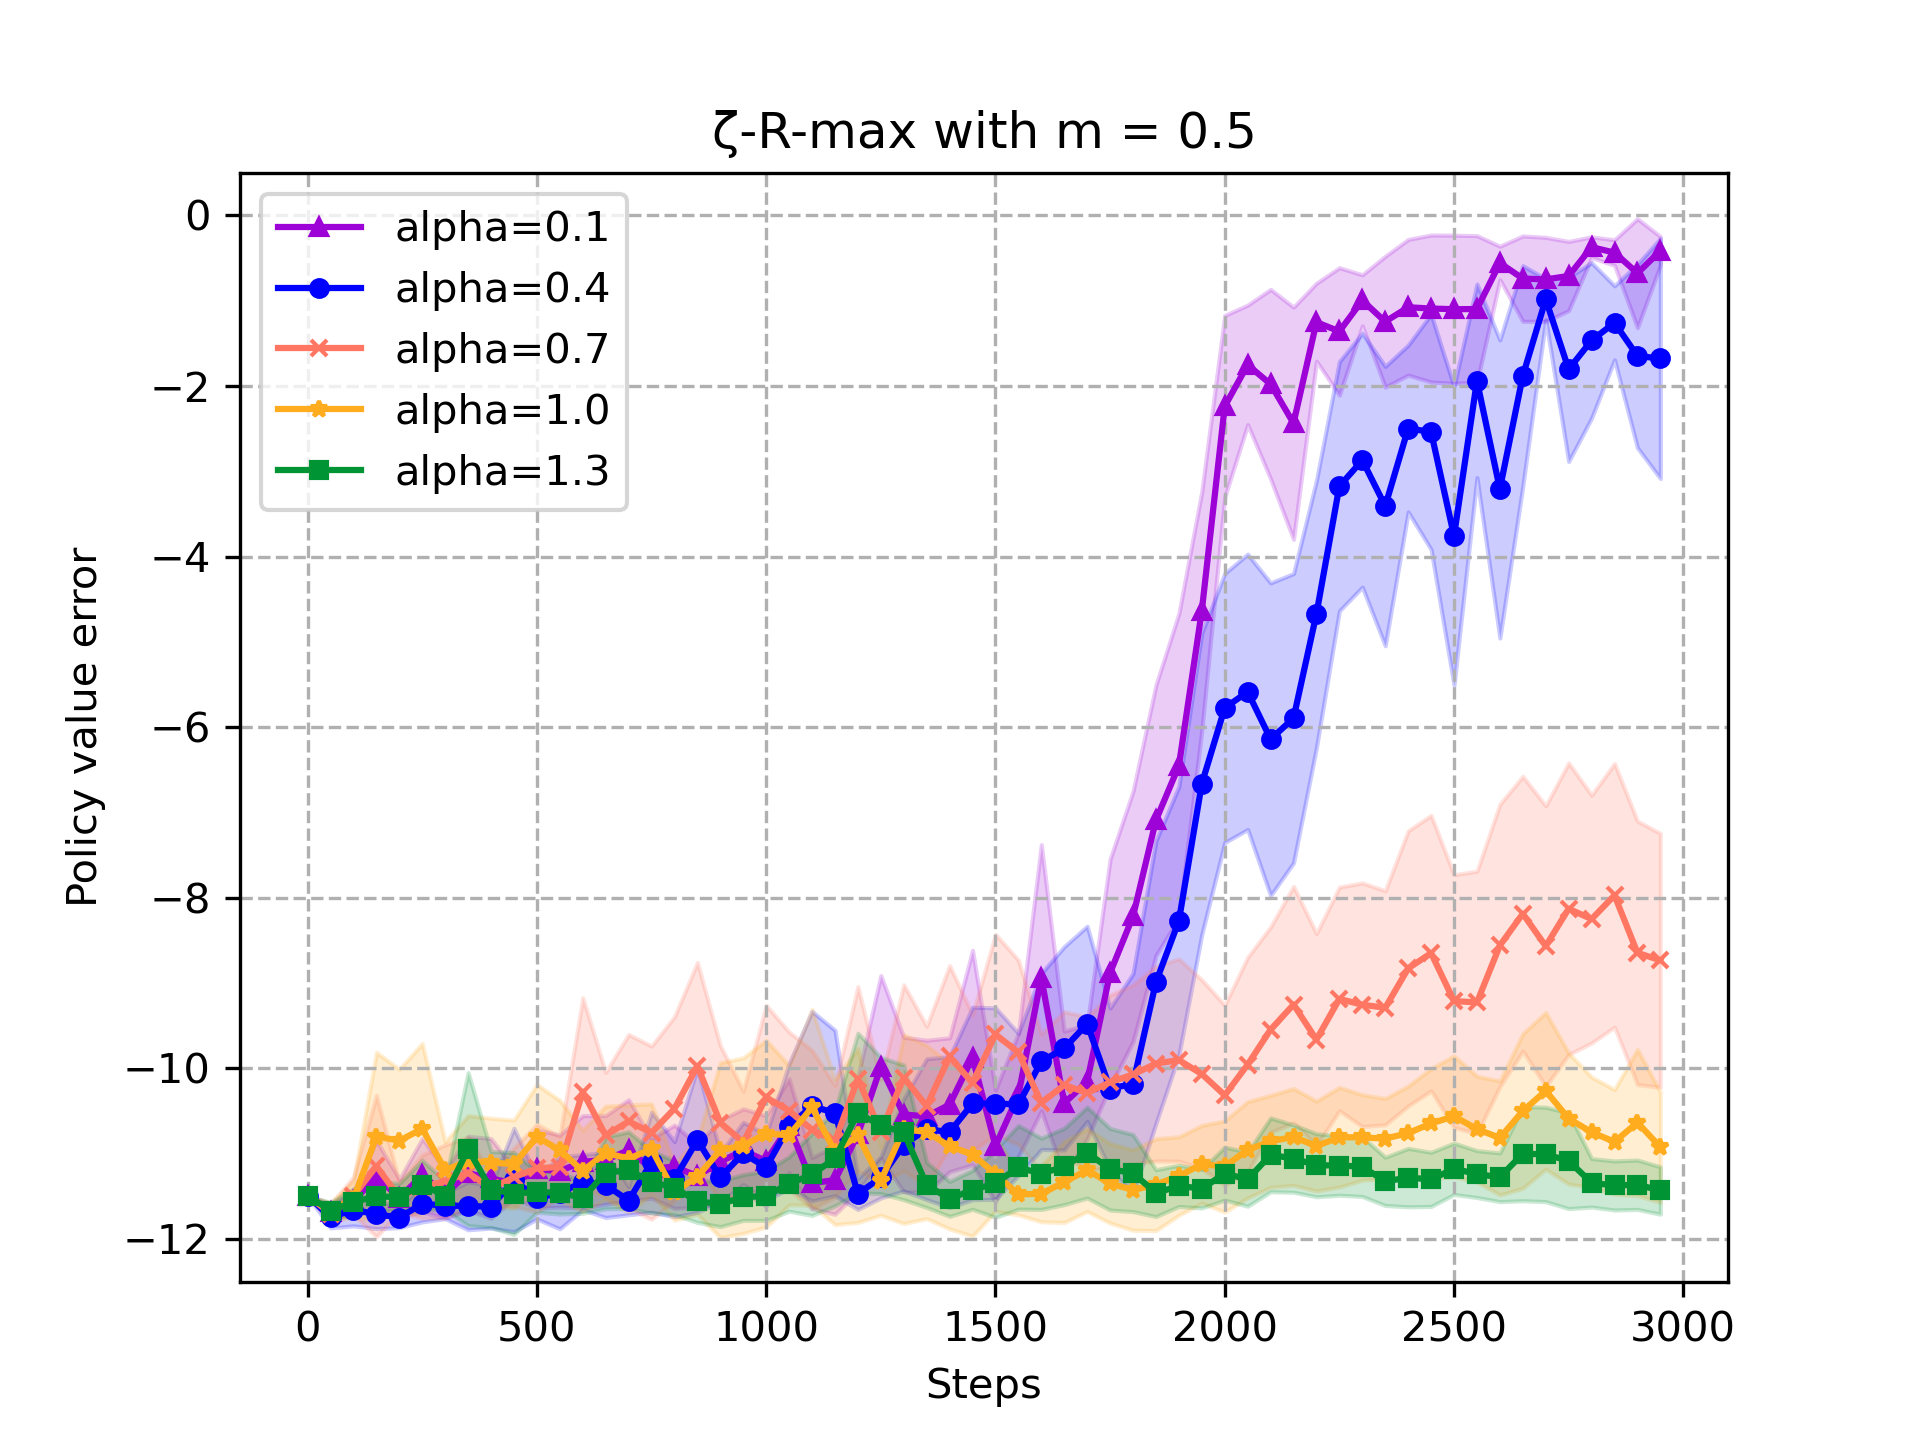 ζ-R-max with m = 0.5
alpha=0.1
alpha=0.4
alpha=0.7
alpha=1.0
alpha=1.3
Policy value error
0
−2
−4
−6
−8
−10
−12
0 500 1000 1500 2000 2500 3000
Steps